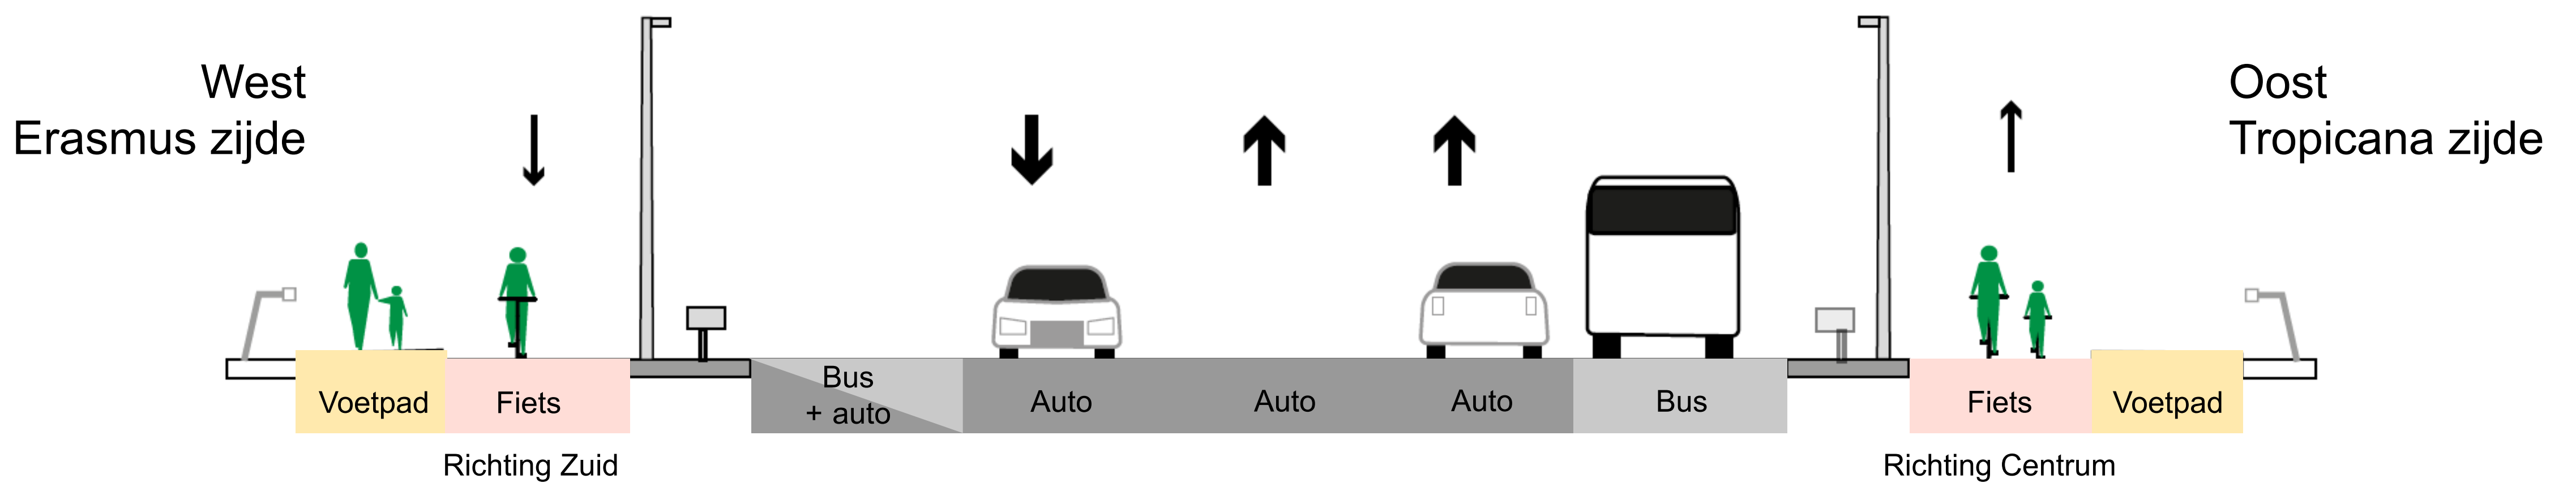 West
Erasmus zijde
Oost
Tropicana zijde
Voetpad
Fiets
Bus
+ auto
Auto
Auto
Auto
Bus
Fiets
Voetpad
Richting Zuid
Richting Centrum